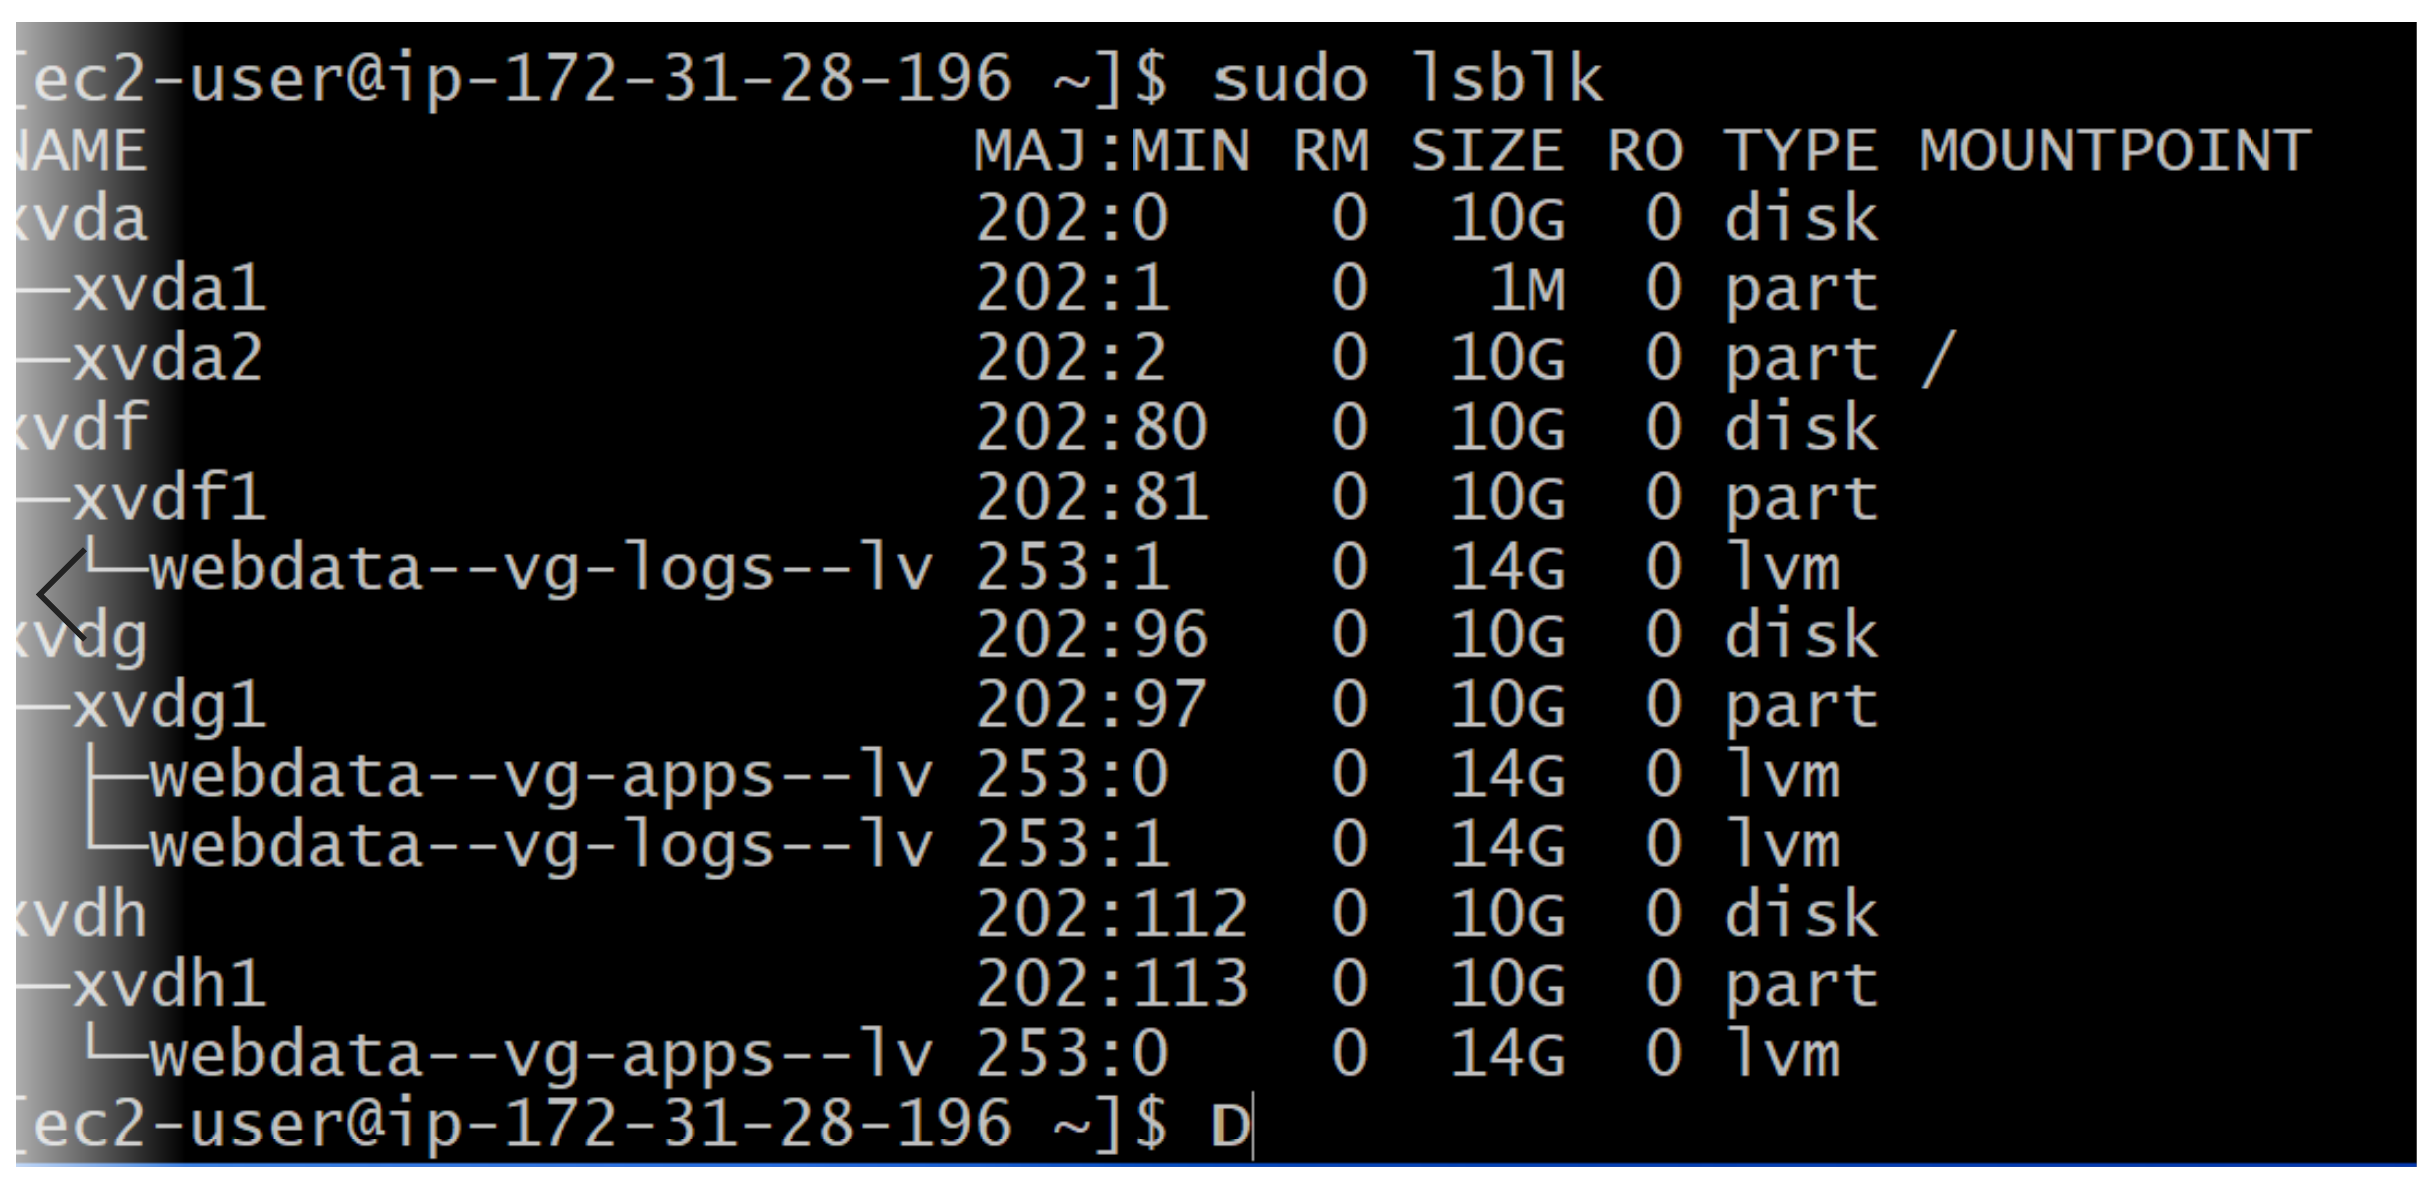 [ec2-user@ip-172-31-28-196 ~]$ sudo lsblk
NAME                  MAJ:MIN RM SIZE RO TYPE MOUNTPOINT
xvda                  202:0    0  10G  0 disk
─xvda1                202:1    0   1M  0 part
─xvda2                202:2    0  10G  0 part /
xvdf                  202:80   0  10G  0 disk
─xvdf1                202:81   0  10G  0 part
  └─webdata--vg-logs--lv 253:1    0  14G  0 lvm
xvdg                  202:96   0  10G  0 disk
─xvdg1                202:97   0  10G  0 part
  ├─webdata--vg-apps--lv 253:0    0  14G  0 lvm
  └─webdata--vg-logs--lv 253:1    0  14G  0 lvm
xvdh                  202:112  0  10G  0 disk
─xvdh1                202:113  0  10G  0 part
  └─webdata--vg-apps--lv 253:0    0  14G  0 lvm
[ec2-user@ip-172-31-28-196 ~]$ D